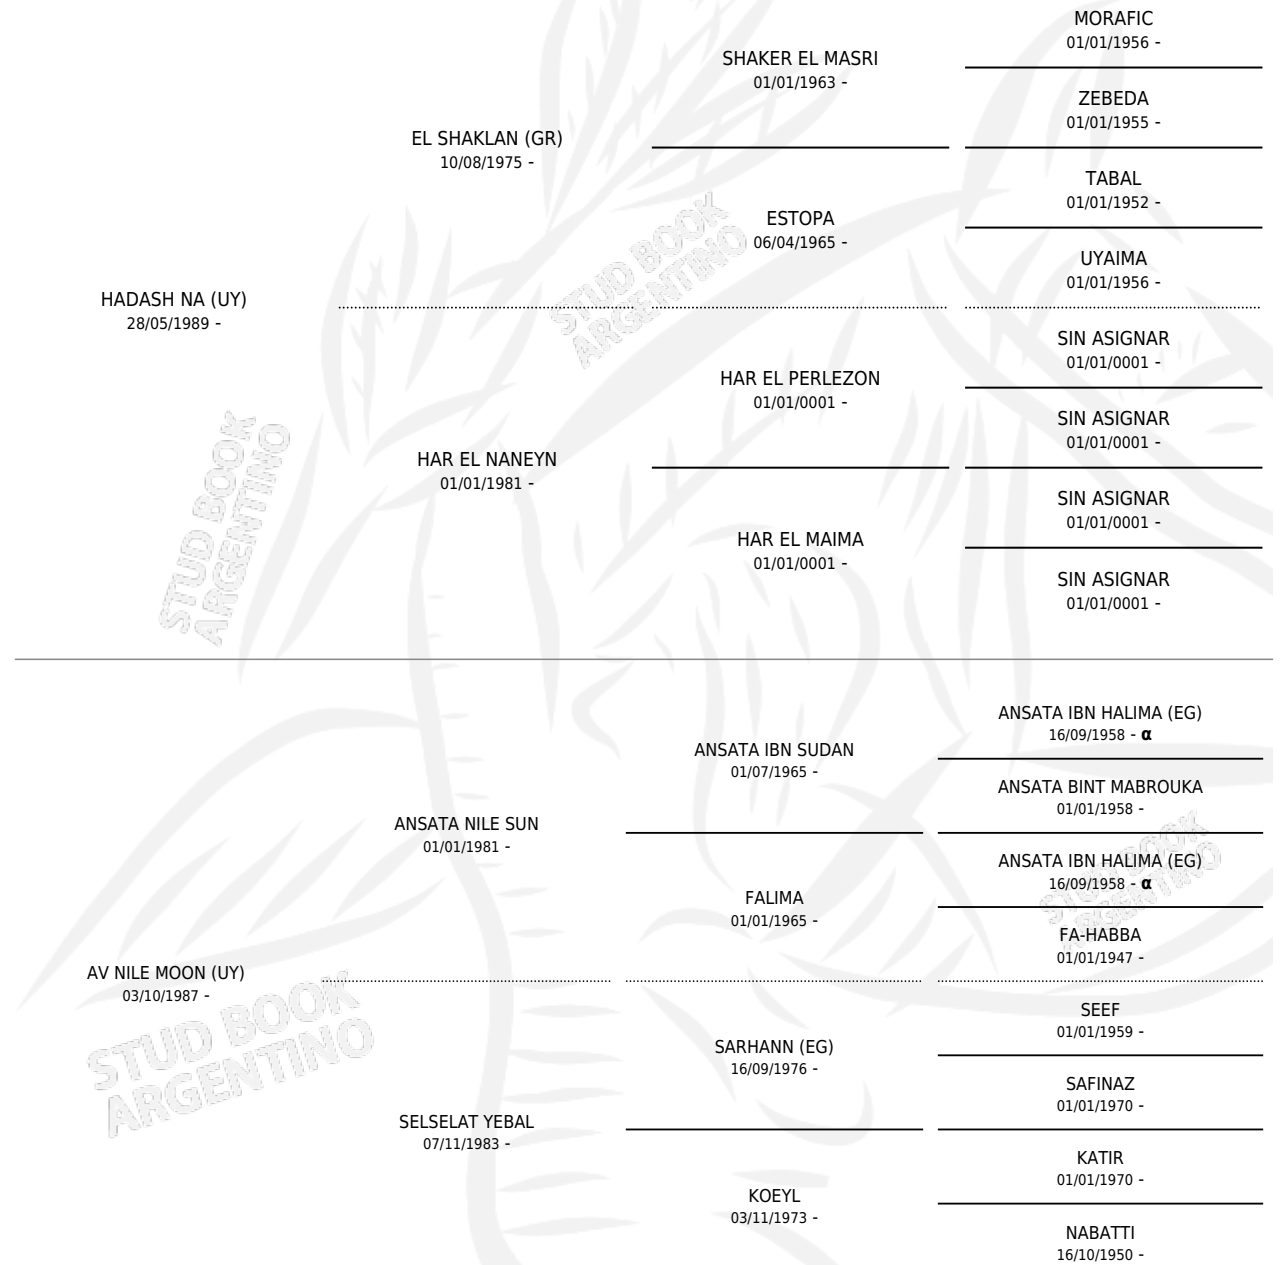 MORAFIC
01/01/1956 -
SHAKER EL MASRI
01/01/1963 -
ZEBEDA
01/01/1955 -
EL SHAKLAN (GR)
10/08/1975 -
TABAL
01/01/1952 -
ESTOPA
06/04/1965 -
UYAIMA
01/01/1956 -
HADASH NA (UY)
28/05/1989 -
SIN ASIGNAR
01/01/0001 -
HAR EL PERLEZON
01/01/0001 -
SIN ASIGNAR
01/01/0001 -
HAR EL NANEYN
01/01/1981 -
SIN ASIGNAR
01/01/0001 -
HAR EL MAIMA
01/01/0001 -
SIN ASIGNAR
01/01/0001 -
STUD BOOK
ARGENTINO
STUD BOOK
ARGENTINO
ANSATA IBN HALIMA (EG)
16/09/1958 - α
ANSATA IBN SUDAN
01/07/1965 -
ANSATA BINT MABROUKA
01/01/1958 -
ANSATA NILE SUN
01/01/1981 -
ANSATA IBN HALIMA (EG)
16/09/1958 - α
FALIMA
01/01/1965 -
FA-HABBA
01/01/1947 -
AV NILE MOON (UY)
03/10/1987 -
SEEF
01/01/1959 -
SARHANN (EG)
16/09/1976 -
SAFINAZ
01/01/1970 -
SELSELAT YEBAL
07/11/1983 -
KATIR
01/01/1970 -
KOEYL
03/11/1973 -
NABATTI
16/10/1950 -
STUD BOOK
ARGENTINO
STUD BOOK
ARGENTINO